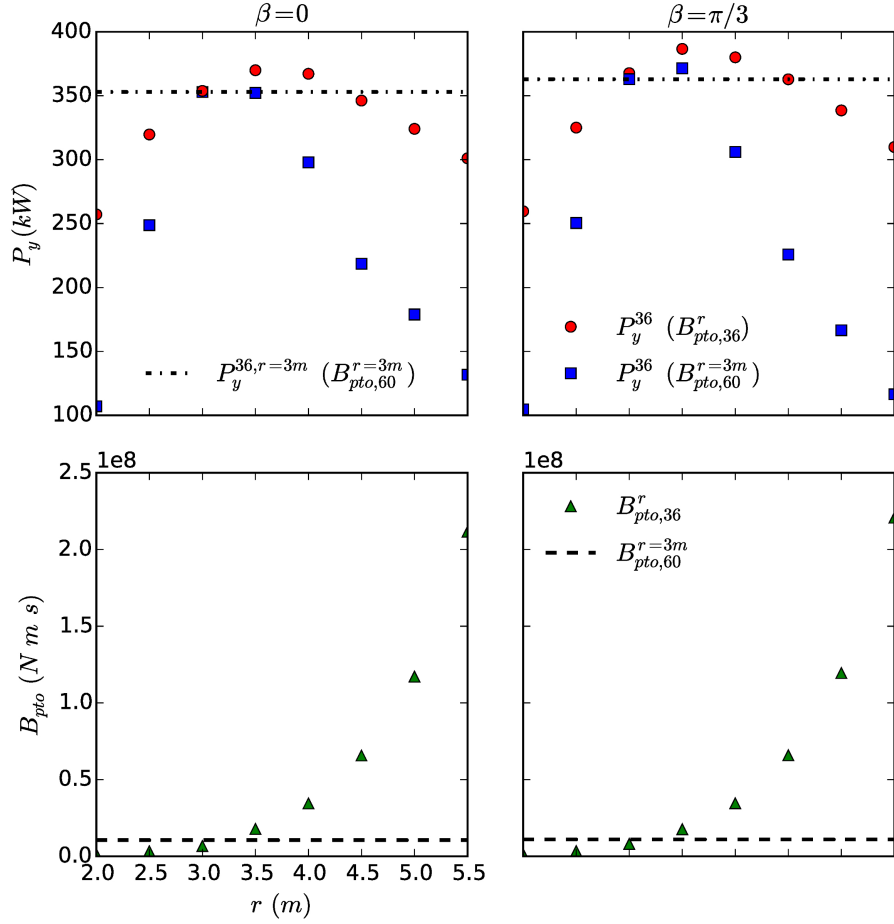 β=0
β=π/3
400
350
300
250
200
150
100
P_y (kW)
P_y^{36,r=3m} (B_{pto,60}^{r=3m})
P_y^{36} (B_{pto,36}^{r})
P_y^{36} (B_{pto,60}^{r=3m})
1e8
1e8
2.5
2.0
1.5
1.0
0.5
0.0
B_{pto} (N m s)
B_{pto,36}^{r}
B_{pto,60}^{r=3m}
2.0 2.5 3.0 3.5 4.0 4.5 5.0 5.5
r (m)